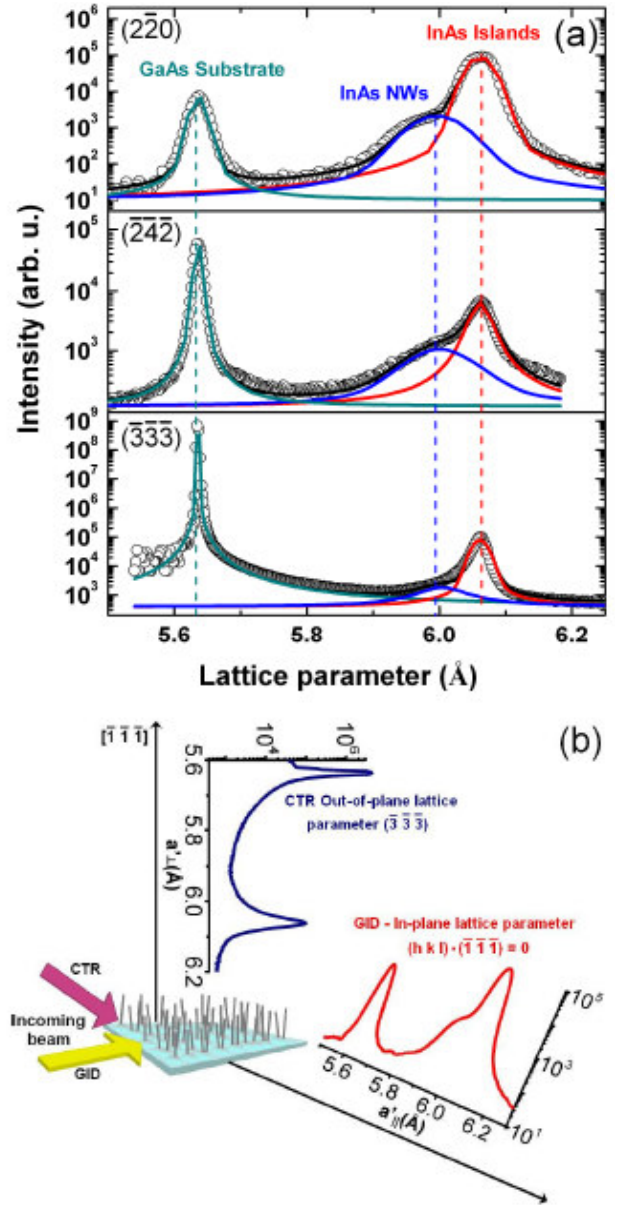 (22̅0)
(a)
InAs Islands
GaAs Substrate
InAs NWs
10⁶
10⁵
10⁴
10³
10²
10¹
(2̅4̅2̅)
10⁵
10³
(3̅3̅3̅)
10⁹
10⁸
10⁷
10⁶
10⁵
10⁴
10³
Intensity (arb. u.)
5.6 5.8 6.0 6.2
Lattice parameter (Å)
(b)
[1̅ 1̅ 1̅]
10⁴ 10⁶
5.6
5.8
6.0
6.2
a'⊥(Å)
CTR Out-of-plane lattice
parameter (3̅ 3̅ 3̅)
GID - In-plane lattice parameter
(h k l)·(1̅ 1̅ 1̅) = 0
CTR
Incoming
beam
GID
10⁵
10⁻³
10¹
5.6 5.8 6.0 6.2
a'//(Å)